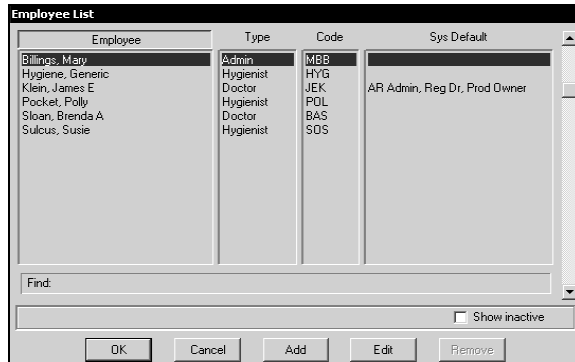 Employee List
Employee Type Code Sys Default
Billings, Mary Admin MBB
Hygiene, Generic Hygienist HYG
Klein, James E Doctor JEK AR Admin, Reg Dr, Prod Owner
Pocket, Polly Hygienist POL
Sloan, Brenda A Doctor BAS
Sulcus, Susie Hygienist SOS
Find:
Show inactive
OK Cancel Add Edit Remove